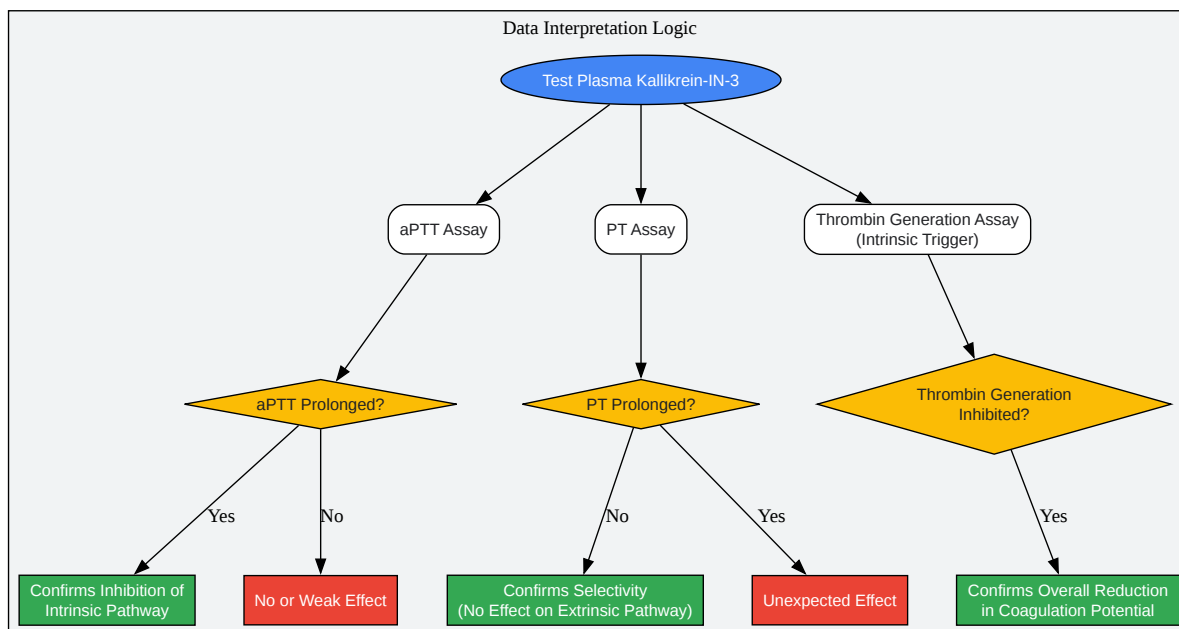 Data Interpretation Logic
Test Plasma Kallikrein-IN-3
aPTT Assay
PT Assay
Thrombin Generation Assay
(Intrinsic Trigger)
aPTT Prolonged?
PT Prolonged?
Thrombin Generation
Inhibited?
Yes
No
No
Yes
Yes
Confirms Inhibition of
Intrinsic Pathway
No or Weak Effect
Confirms Selectivity
(No Effect on Extrinsic Pathway)
Unexpected Effect
Confirms Overall Reduction
in Coagulation Potential